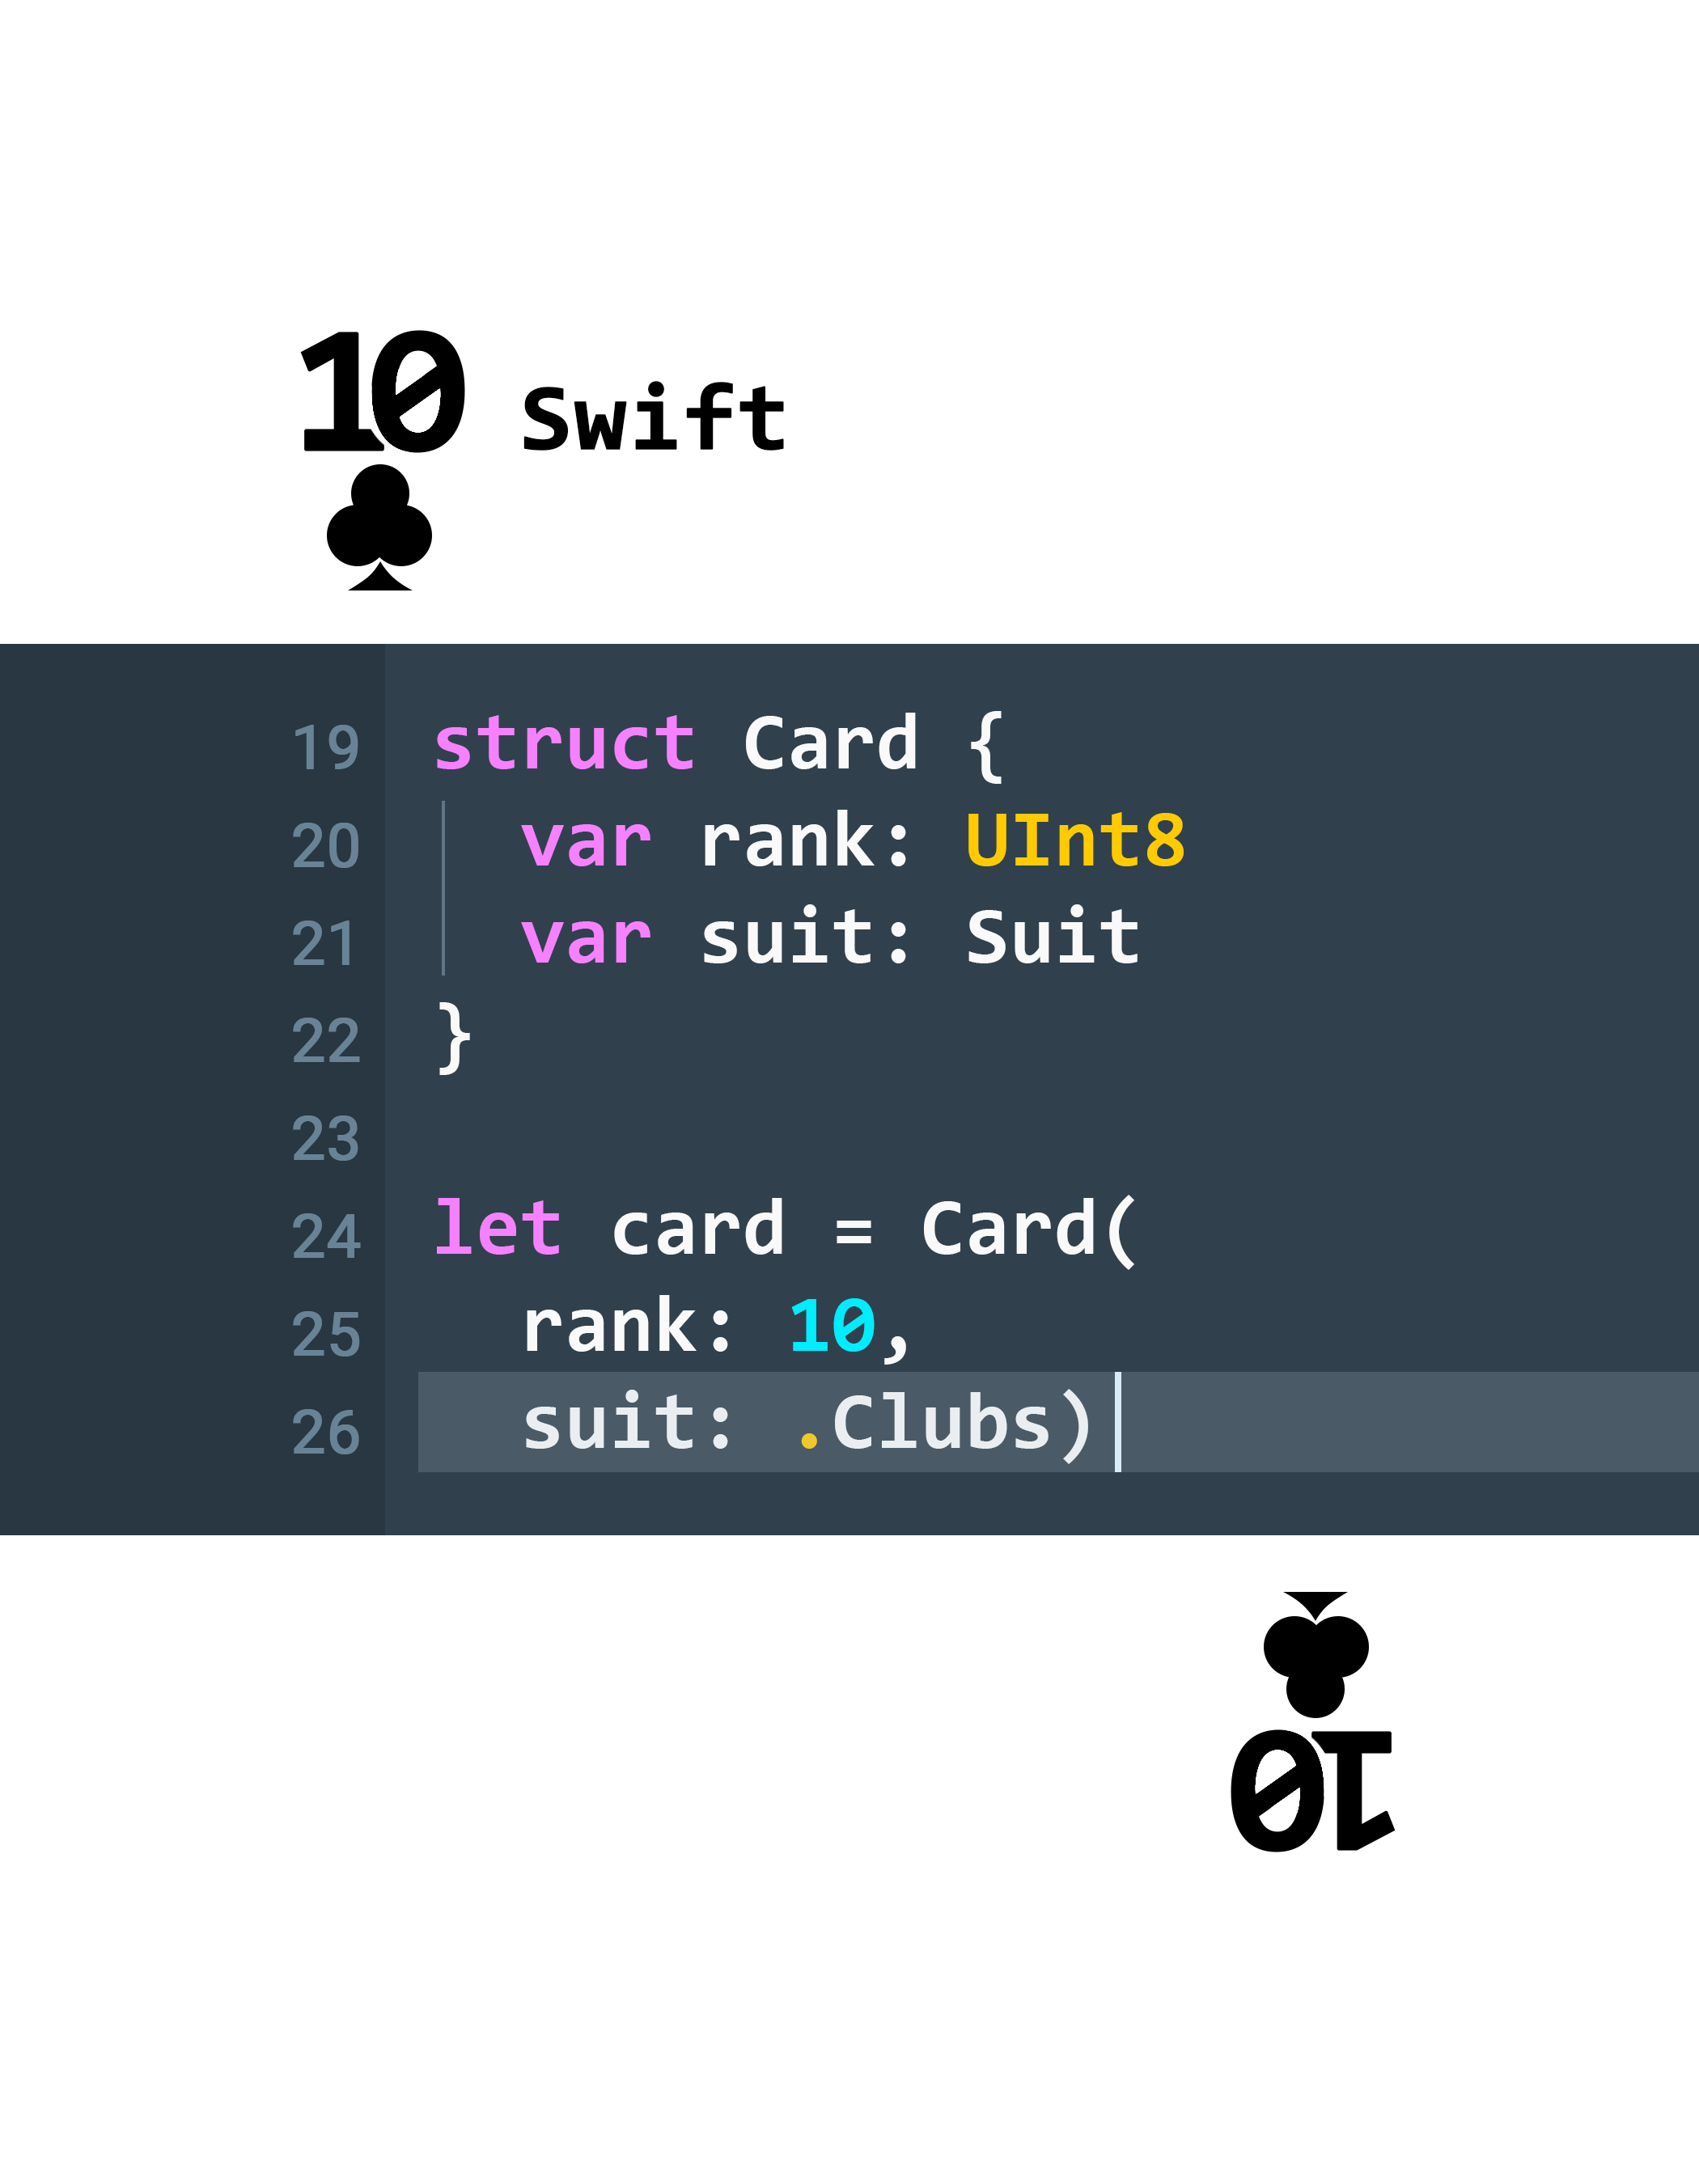 10 Swift
19 struct Card {
20   var rank: UInt8
21   var suit: Suit
22 }
23
24 let card = Card(
25   rank: 10,
26   suit: .Clubs)
10